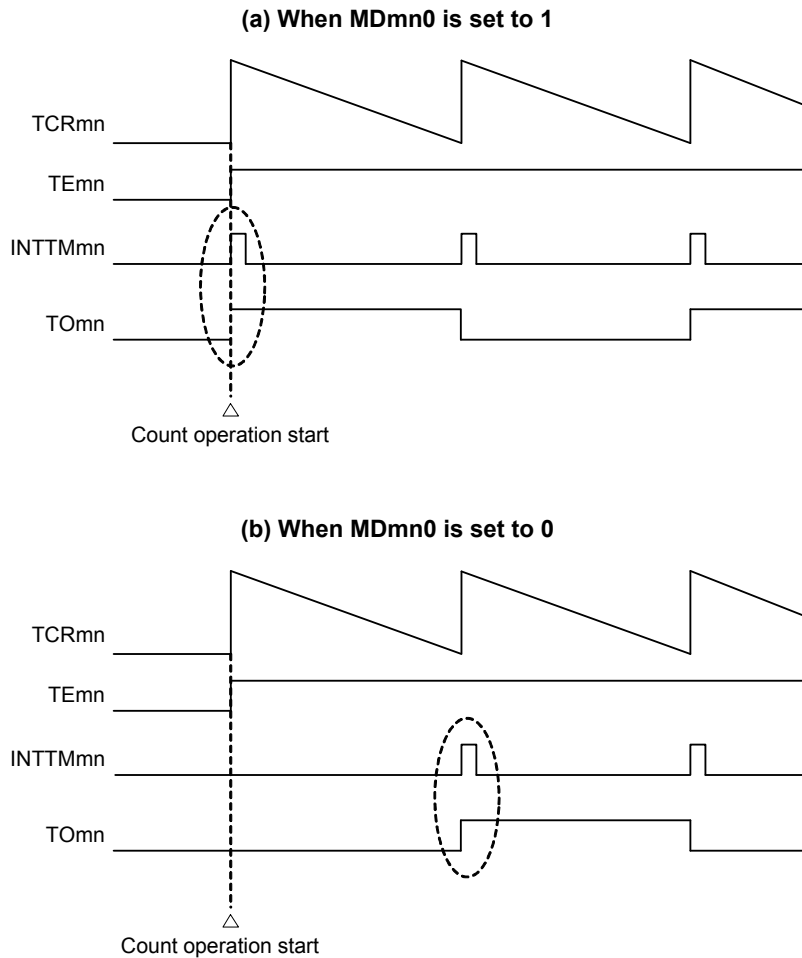 (a) When MDmn0 is set to 1
TCRmn
TEmn
INTTMmn
TOmn
Count operation start
(b) When MDmn0 is set to 0
TCRmn
TEmn
INTTMmn
TOmn
Count operation start